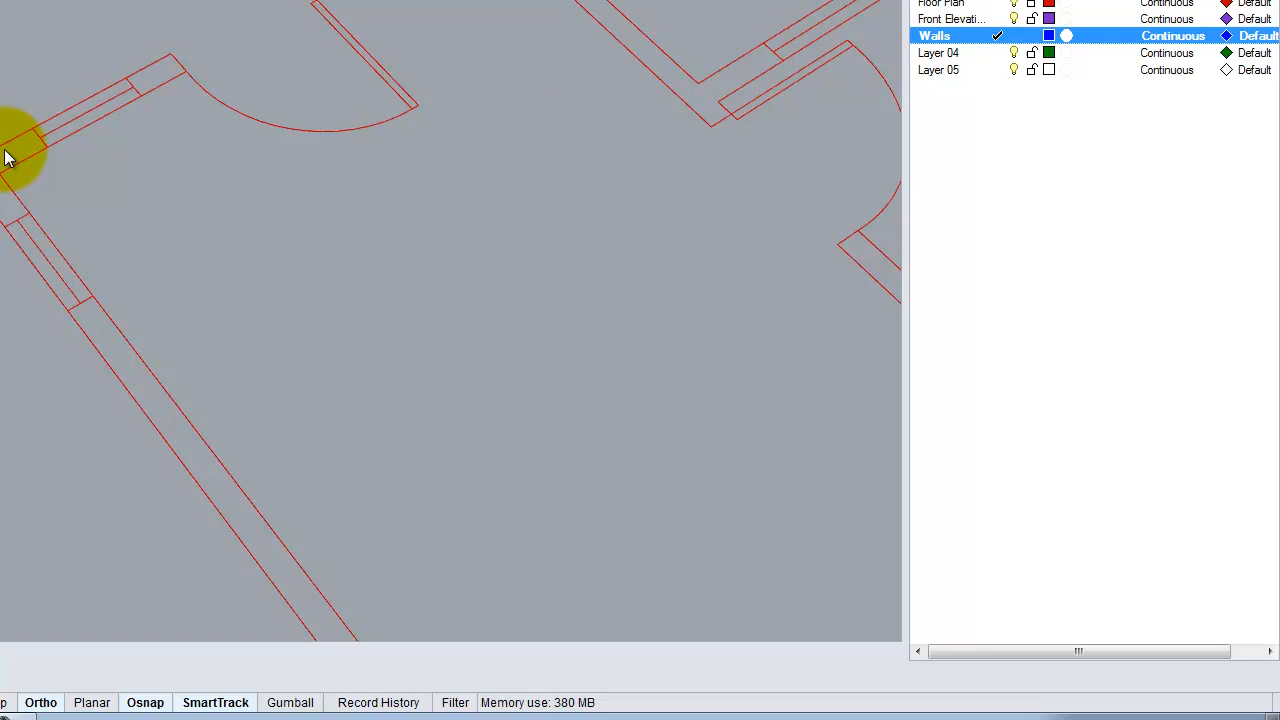 Floor Plan Continuous Default
Front Elevati... Continuous Default
Walls Continuous Default
Layer 04 Continuous Default
Layer 05 Continuous Default
p Ortho Planar Osnap SmartTrack Gumball Record History Filter Memory use: 380 MB